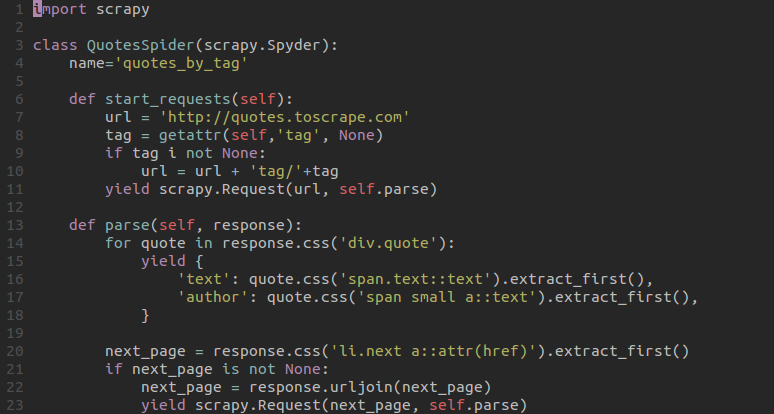 1 import scrapy
2
3 class QuotesSpider(scrapy.Spyder):
4     name='quotes_by_tag'
5
6     def start_requests(self):
7         url = 'http://quotes.toscrape.com'
8         tag = getattr(self,'tag', None)
9         if tag i not None:
10             url = url + 'tag/'+tag
11         yield scrapy.Request(url, self.parse)
12
13     def parse(self, response):
14         for quote in response.css('div.quote'):
15             yield {
16                 'text': quote.css('span.text::text').extract_first(),
17                 'author': quote.css('span small a::text').extract_first(),
18             }
19
20         next_page = response.css('li.next a::attr(href)').extract_first()
21         if next_page is not None:
22             next_page = response.urljoin(next_page)
23             yield scrapy.Request(next_page, self.parse)